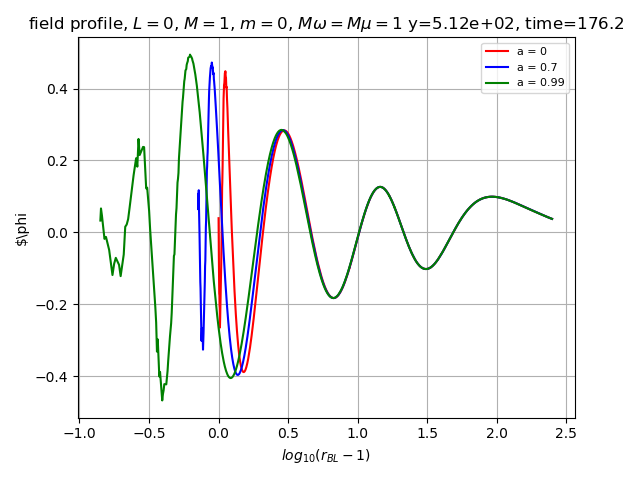 field profile, L = 0, M = 1, m = 0, Mω = Mμ = 1 y=5.12e+02, time=176.2
a = 0
a = 0.7
a = 0.99
$\phi
0.4
0.2
0.0
−0.2
−0.4
−1.0 −0.5 0.0 0.5 1.0 1.5 2.0 2.5
log₁₀(r_BL − 1)